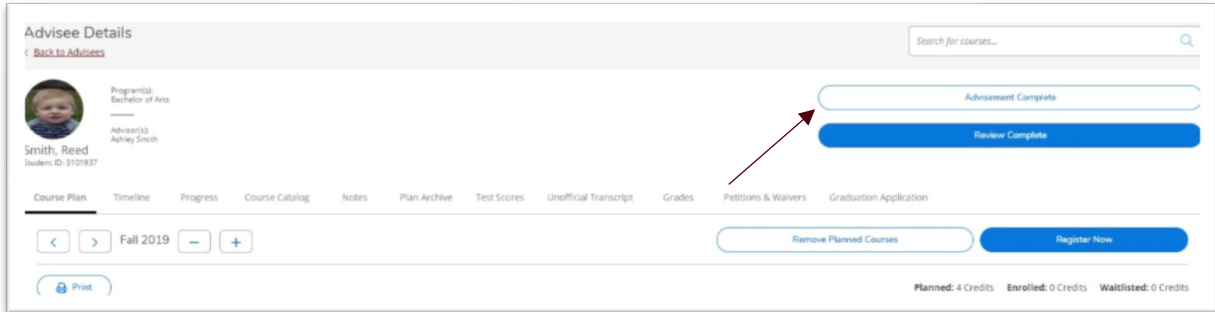 Advisee Details
Back to Advisees
Search for courses...
Program(s):
Bachelor of Arts
Advisor(s):
Ashley Smith
Smith, Reed
Student ID: 3101937
Advisement Complete
Review Complete
Course Plan Timeline Progress Course Catalog Notes Plan Archive Test Scores Unofficial Transcript Grades Petitions & Waivers Graduation Application
< > Fall 2019 − +
Remove Planned Courses Register Now
Print
Planned: 4 Credits Enrolled: 0 Credits Waitlisted: 0 Credits